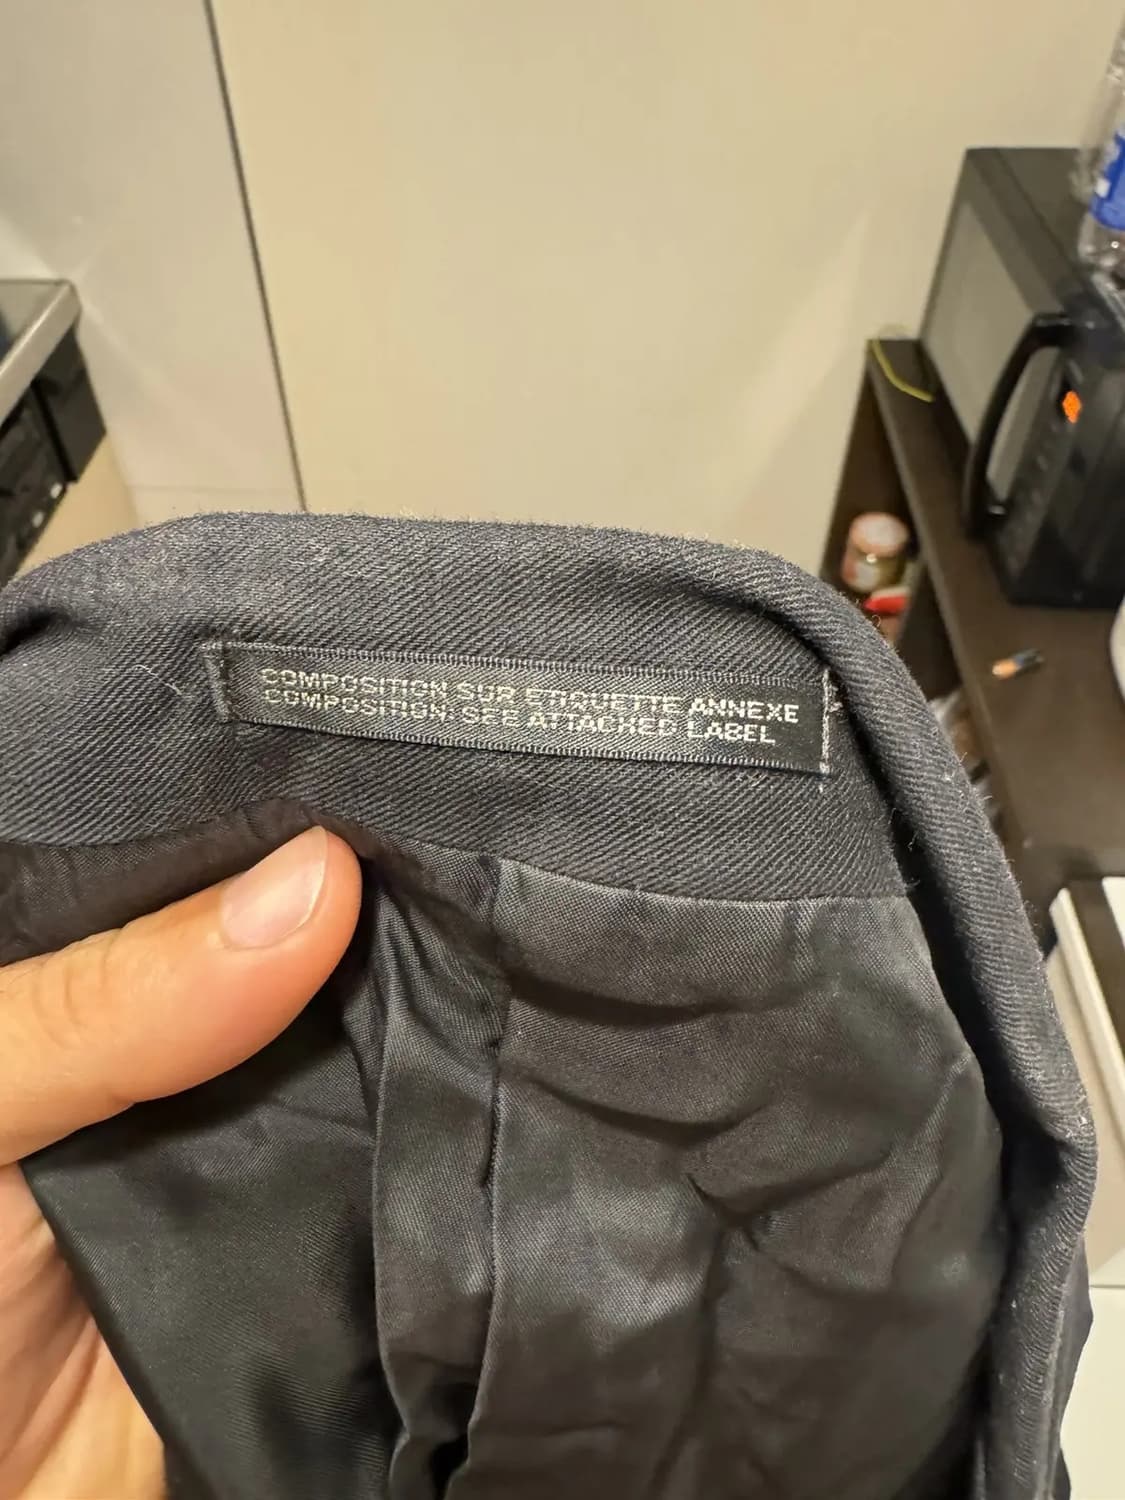 COMPOSITION SUR ETIQUETTE ANNEXE
COMPOSITION: SEE ATTACHED LABEL